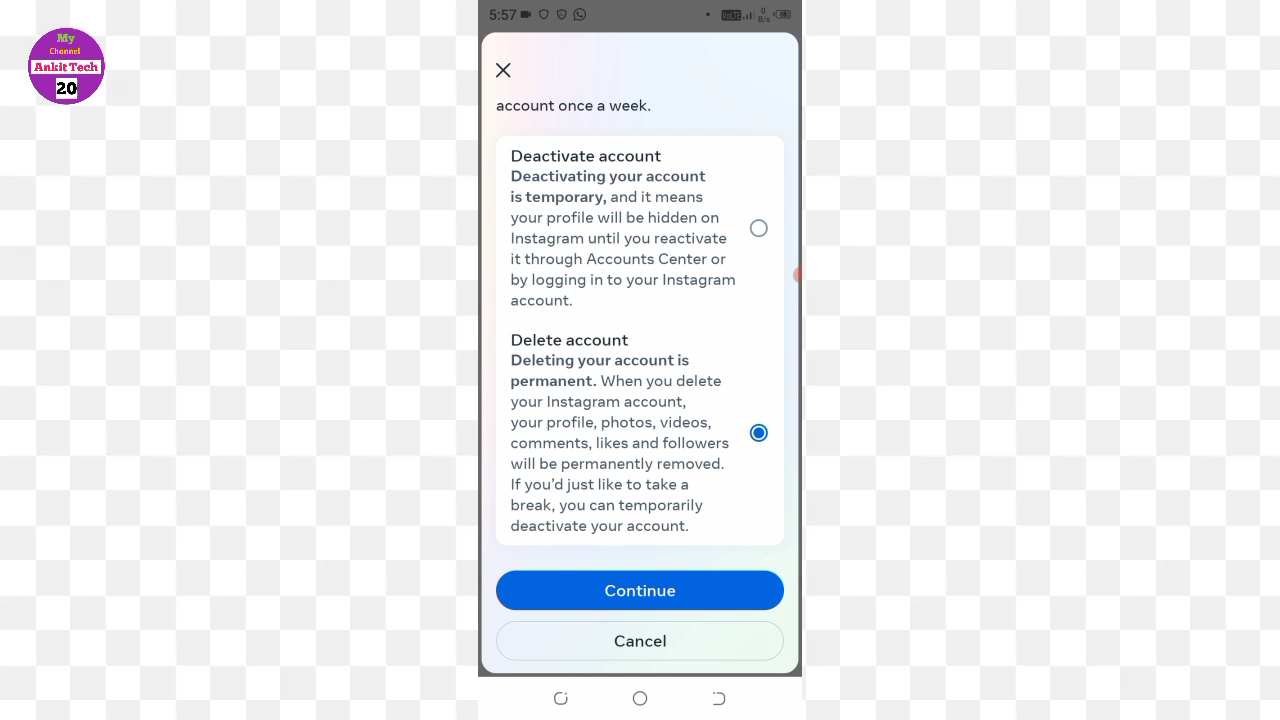 My
Channel
Ankit Tech
20
5:57
VoLTE
0
B/s
account once a week.
Deactivate account
Deactivating your account
is temporary, and it means
your profile will be hidden on
Instagram until you reactivate
it through Accounts Center or
by logging in to your Instagram
account.
Delete account
Deleting your account is
permanent. When you delete
your Instagram account,
your profile, photos, videos,
comments, likes and followers
will be permanently removed.
If you’d just like to take a
break, you can temporarily
deactivate your account.
Continue
Cancel